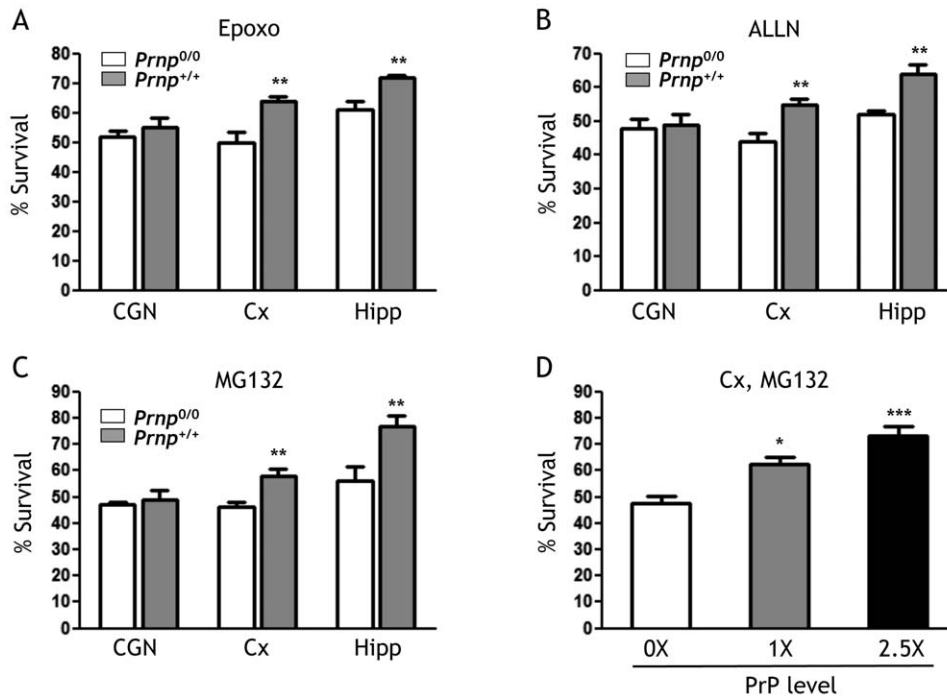 A
Epoxo
Prnp0/0
Prnp+/+
% Survival
80
70
60
50
40
30
20
10
0
**
**
CGN Cx Hipp
B
ALLN
Prnp0/0
Prnp+/+
% Survival
70
60
50
40
30
20
10
0
**
**
CGN Cx Hipp
C
MG132
Prnp0/0
Prnp+/+
% Survival
90
80
70
60
50
40
30
20
10
0
**
**
CGN Cx Hipp
D
Cx, MG132
% Survival
90
80
70
60
50
40
30
20
10
0
*
***
0X 1X 2.5X
PrP level